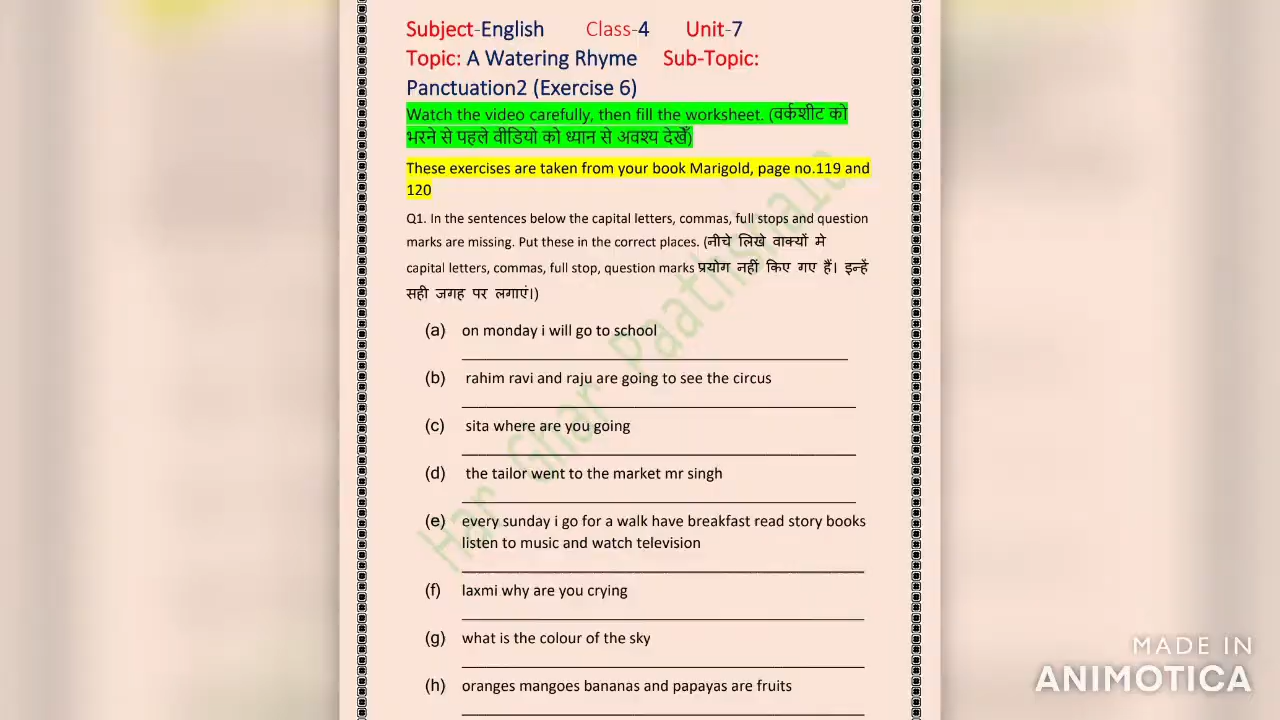 Subject-English Class-4 Unit-7
Topic: A Watering Rhyme Sub-Topic:
Panctuation2 (Exercise 6)
Watch the video carefully, then fill the worksheet. (वर्कशीट को
भरने से पहले वीडियो को ध्यान से अवश्य देखेँ)
These exercises are taken from your book Marigold, page no.119 and
120
Q1. In the sentences below the capital letters, commas, full stops and question
marks are missing. Put these in the correct places. (नीचे लिखे वाक्यों मे
capital letters, commas, full stop, question marks प्रयोग नहीं किए गए हैं। इन्हें
सही जगह पर लगाएं।)
(a) on monday i will go to school
(b) rahim ravi and raju are going to see the circus
(c) sita where are you going
(d) the tailor went to the market mr singh
(e) every sunday i go for a walk have breakfast read story books
listen to music and watch television
(f) laxmi why are you crying
(g) what is the colour of the sky
(h) oranges mangoes bananas and papayas are fruits
Har Ghar Paathshala
MADE IN
ANIMOTICA